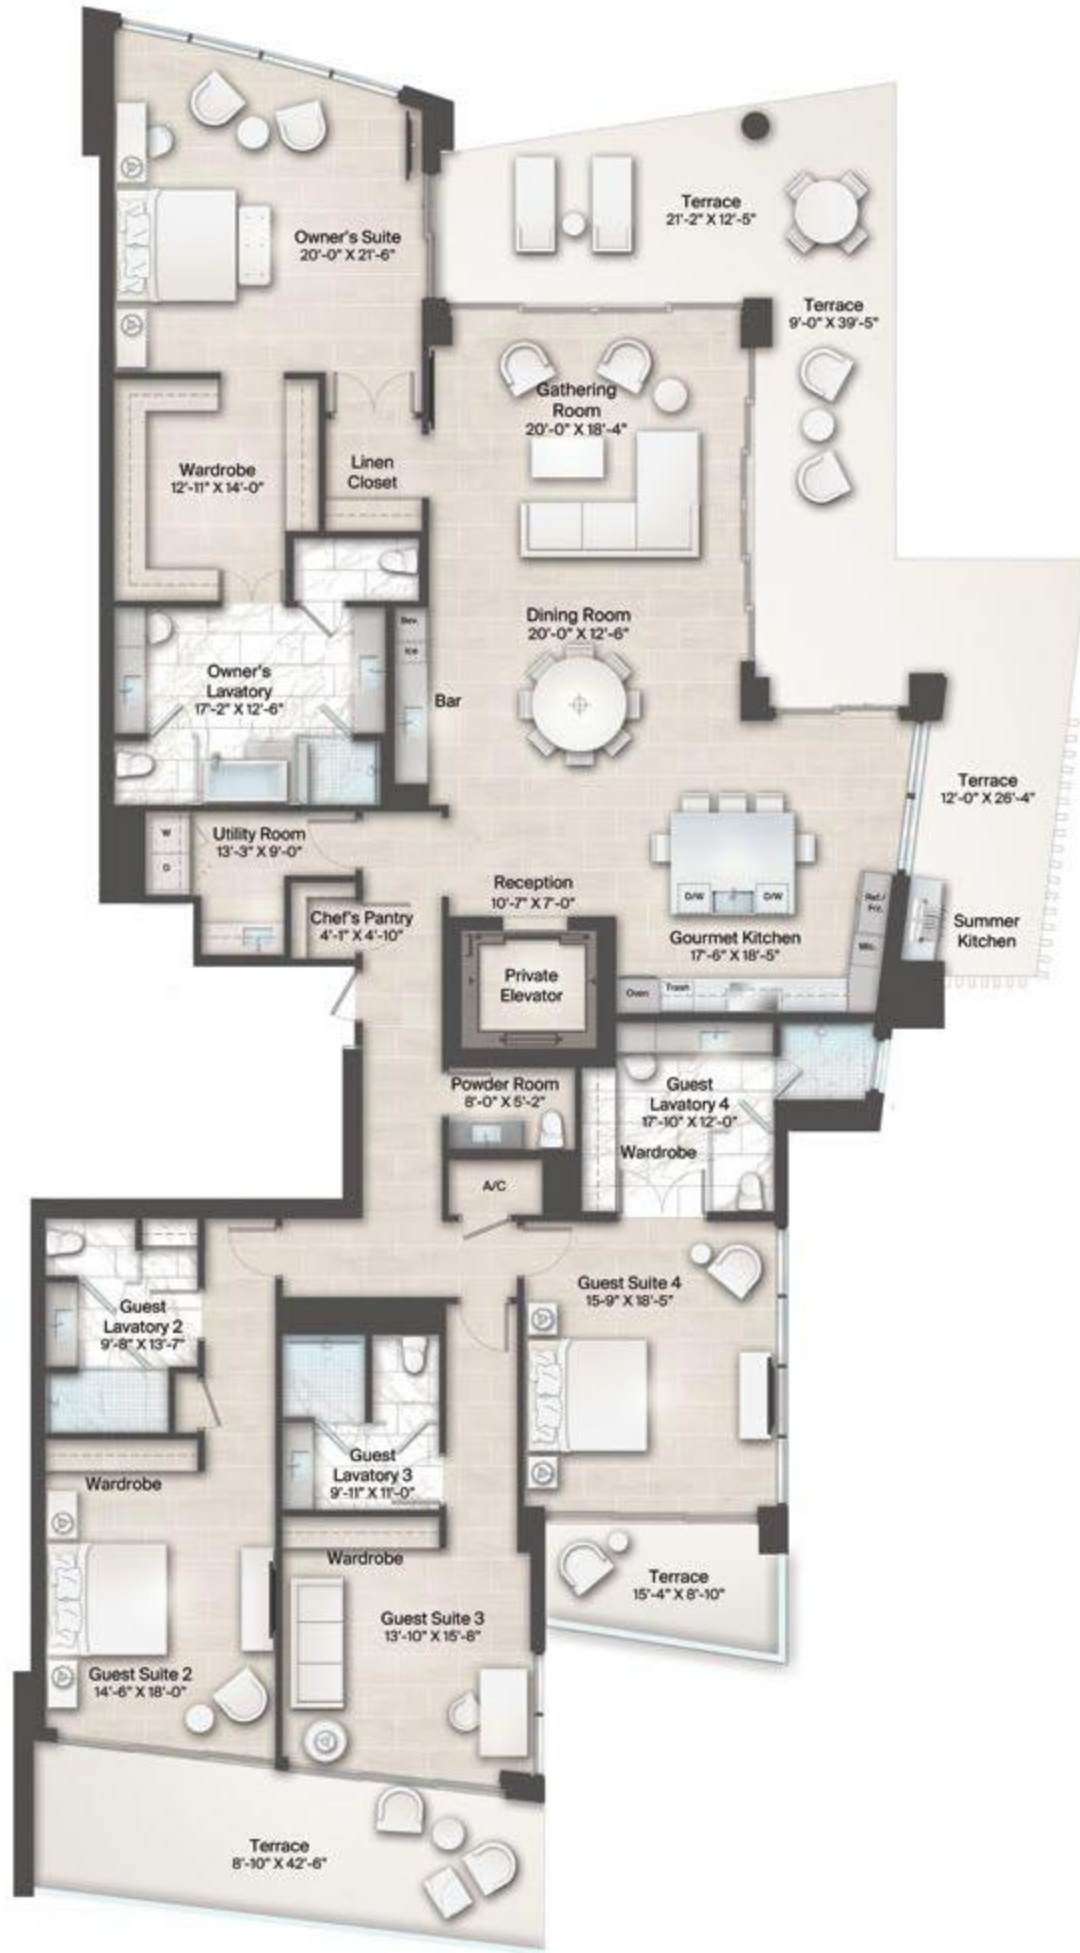 Owner's Suite
20'-0" X 21'-6"
Terrace
21'-2" X 12'-5"
Terrace
9'-0" X 39'-5"
Gathering
Room
20'-0" X 18'-4"
Wardrobe
12'-11" X 14'-0"
Linen
Closet
Dining Room
20'-0" X 12'-6"
Bev.
Ice
Bar
Owner's
Lavatory
17'-2" X 12'-6"
Terrace
12'-0" X 26'-4"
W
D
Utility Room
13'-3" X 9'-0"
Chef's Pantry
4'-1" X 4'-10"
Reception
10'-7" X 7'-0"
D/W
D/W
Ref./
Frz.
Mic.
Gourmet Kitchen
17'-6" X 18'-5"
Summer
Kitchen
Private
Elevator
Oven
Trash
Powder Room
8'-0" X 5'-2"
Guest
Lavatory 4
17'-10" X 12'-0"
Wardrobe
A/C
Guest Suite 4
15-9" X 18'-5"
Guest
Lavatory 2
9'-8" X 13'-7"
Guest
Lavatory 3
9'-11" X 11'-0"
Wardrobe
Wardrobe
Terrace
15'-4" X 8'-10"
Guest Suite 3
13'-10" X 15'-8"
Guest Suite 2
14'-6" X 18'-0"
Terrace
8'-10" X 42'-6"